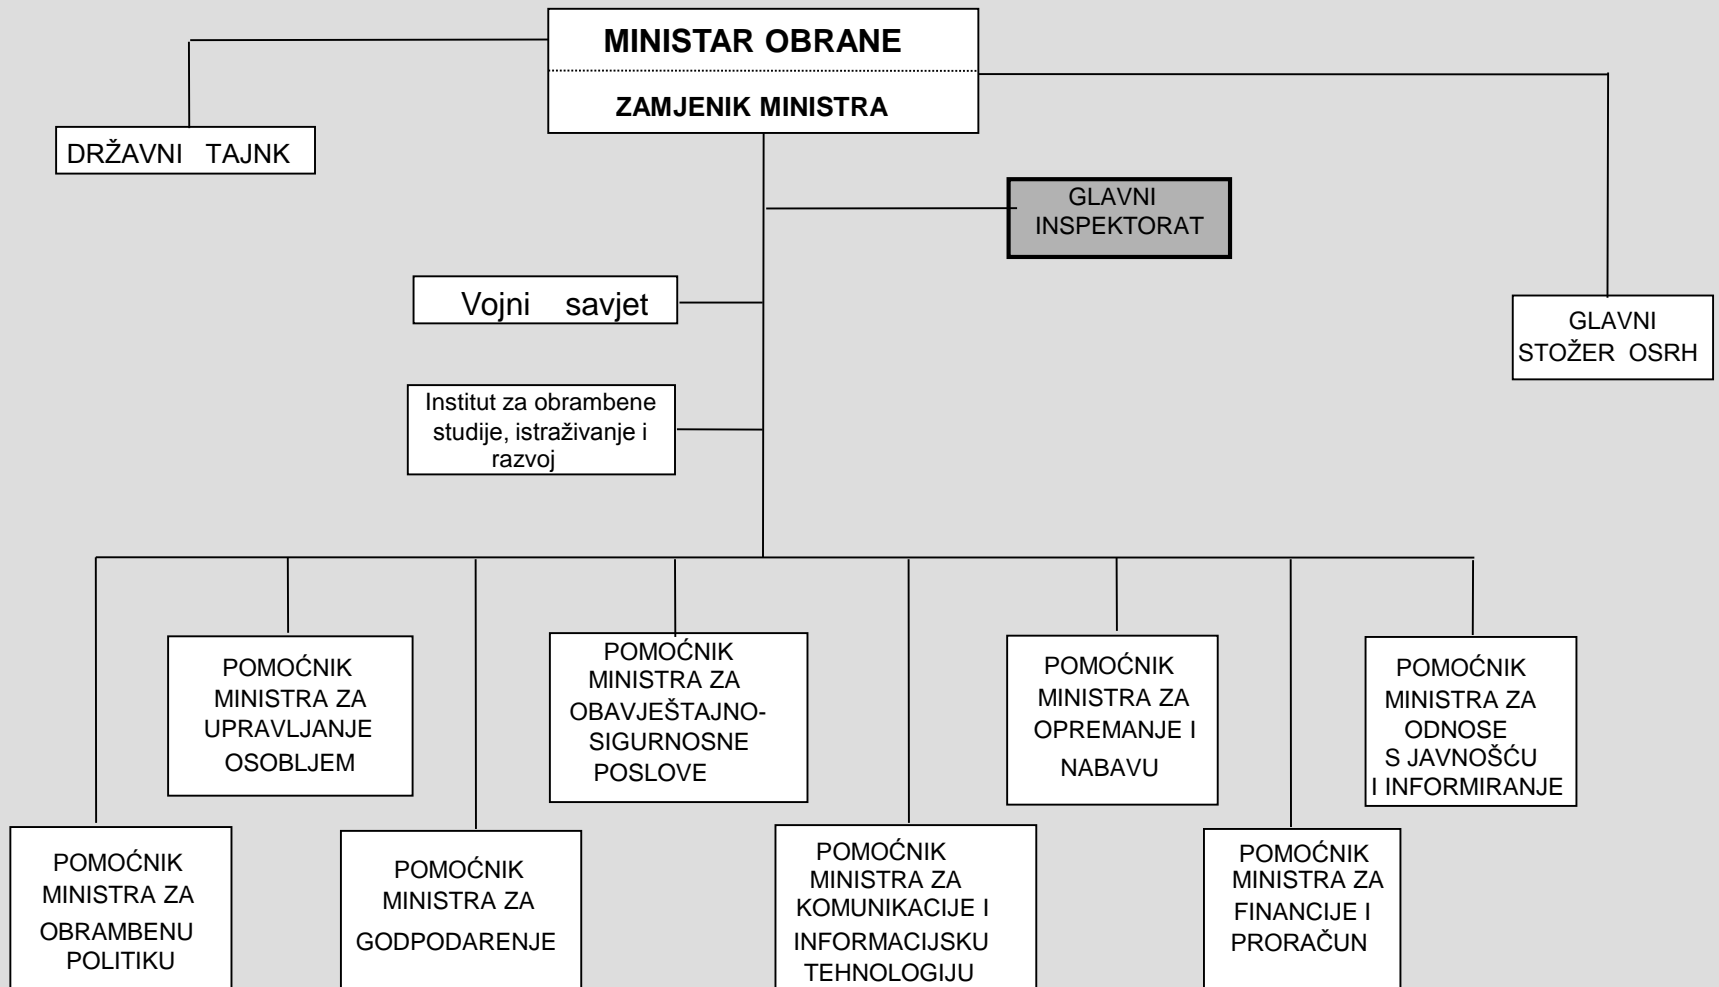 MINISTAR OBRANE
ZAMJENIK MINISTRA
DRŽAVNI TAJNK
GLAVNI
INSPEKTORAT
Vojni savjet
GLAVNI
STOŽER OSRH
Institut za obrambene
studije, istraživanje i
razvoj
POMOĆNIK
MINISTRA ZA
UPRAVLJANJE
OSOBLJEM
POMOĆNIK
MINISTRA ZA
OBAVJEŠTAJNO-
SIGURNOSNE
POSLOVE
POMOĆNIK
MINISTRA ZA
OPREMANJE I
NABAVU
POMOĆNIK
MINISTRA ZA
ODNOSE
S JAVNOŠĆU
I INFORMIRANJE
POMOĆNIK
MINISTRA ZA
OBRAMBENU
POLITIKU
POMOĆNIK
MINISTRA ZA
GODPODARENJE
POMOĆNIK
MINISTRA ZA
KOMUNIKACIJE I
INFORMACIJSKU
TEHNOLOGIJU
POMOĆNIK
MINISTRA ZA
FINANCIJE I
PRORAČUN